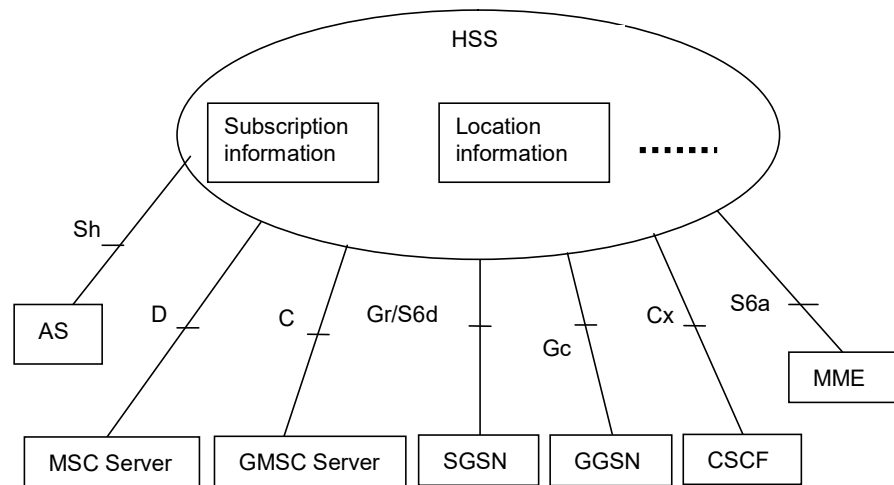 HSS
Subscription
information
Location
information
Sh
D
C
Gr/S6d
Gc
Cx
S6a
AS
MME
MSC Server
GMSC Server
SGSN
GGSN
CSCF